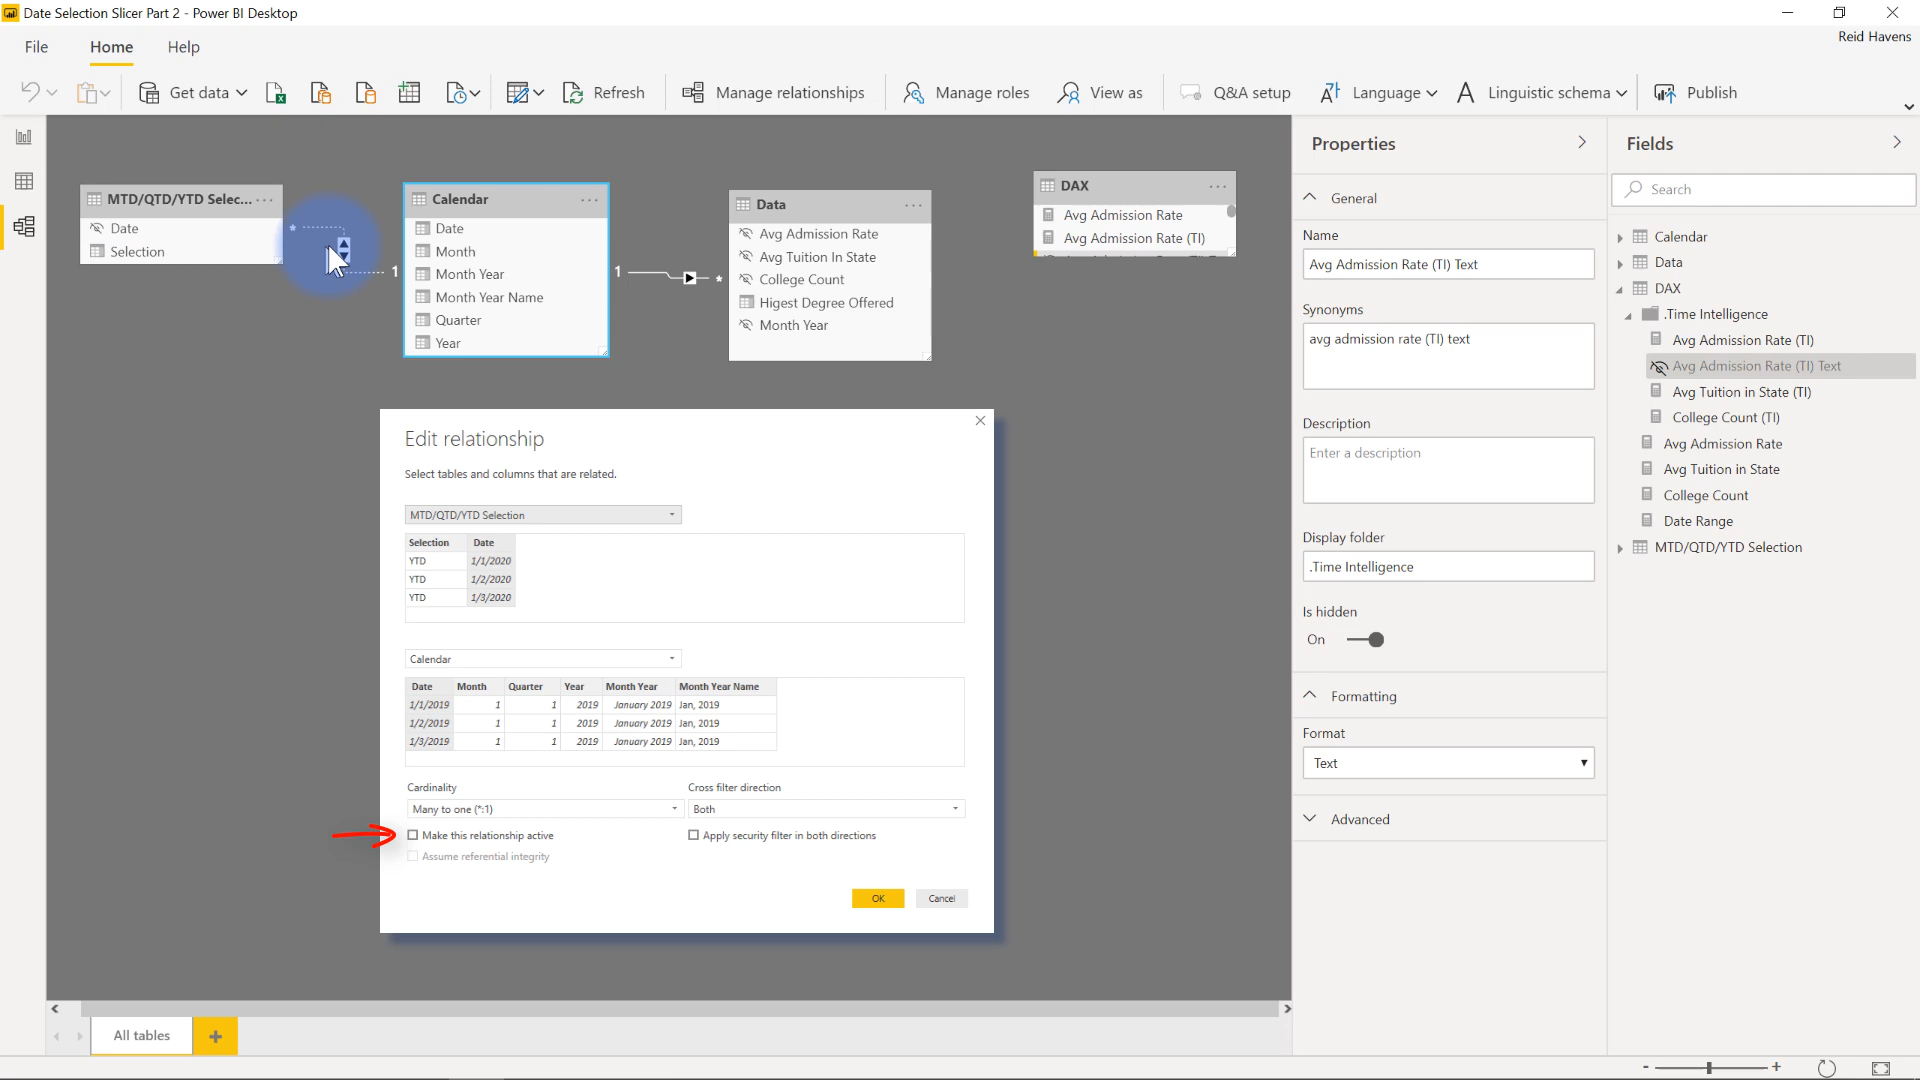 Date Selection Slicer Part 2 - Power BI Desktop
Reid Havens
File Home Help
Get data Refresh Manage relationships Manage roles View as Q&A setup Language Linguistic schema Publish
MTD/QTD/YTD Selec... ...
Date
Selection
*
1
Calendar ...
Date
Month
Month Year
Month Year Name
Quarter
Year
1
*
Data ...
Avg Admission Rate
Avg Tuition In State
College Count
Higest Degree Offered
Month Year
DAX ...
Avg Admission Rate
Avg Admission Rate (TI)
Edit relationship
Select tables and columns that are related.
MTD/QTD/YTD Selection
Selection Date
YTD 1/1/2020
YTD 1/2/2020
YTD 1/3/2020
Calendar
Date Month Quarter Year Month Year Month Year Name
1/1/2019 1 1 2019 January 2019 Jan, 2019
1/2/2019 1 1 2019 January 2019 Jan, 2019
1/3/2019 1 1 2019 January 2019 Jan, 2019
Cardinality Cross filter direction
Many to one (*:1) Both
Make this relationship active Apply security filter in both directions
Assume referential integrity
OK Cancel
All tables
Properties
General
Name
Avg Admission Rate (TI) Text
Synonyms
avg admission rate (TI) text
Description
Enter a description
Display folder
.Time Intelligence
Is hidden
On
Formatting
Format
Text
Advanced
Fields
Search
Calendar
Data
DAX
.Time Intelligence
Avg Admission Rate (TI)
Avg Admission Rate (TI) Text
Avg Tuition in State (TI)
College Count (TI)
Avg Admission Rate
Avg Tuition in State
College Count
Date Range
MTD/QTD/YTD Selection